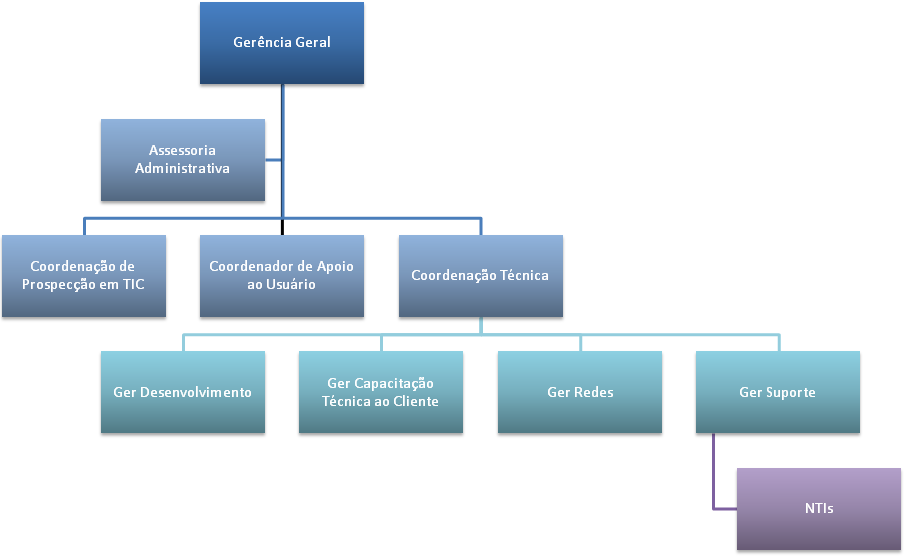 Gerência Geral
Assessoria
Administrativa
Coordenação de
Prospecção em TIC
Coordenador de Apoio
ao Usuário
Coordenação Técnica
Ger Desenvolvimento
Ger Capacitação
Técnica ao Cliente
Ger Redes
Ger Suporte
NTIs